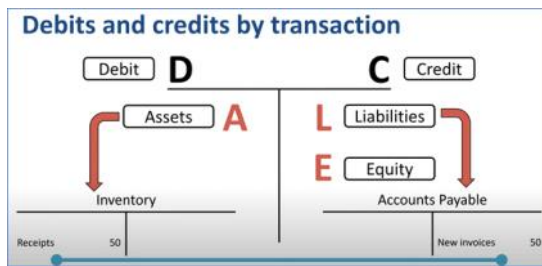 Debits and credits by transaction
Debit D C Credit
Assets A L Liabilities
E Equity
Inventory Accounts Payable
Receipts 50 New invoices 50